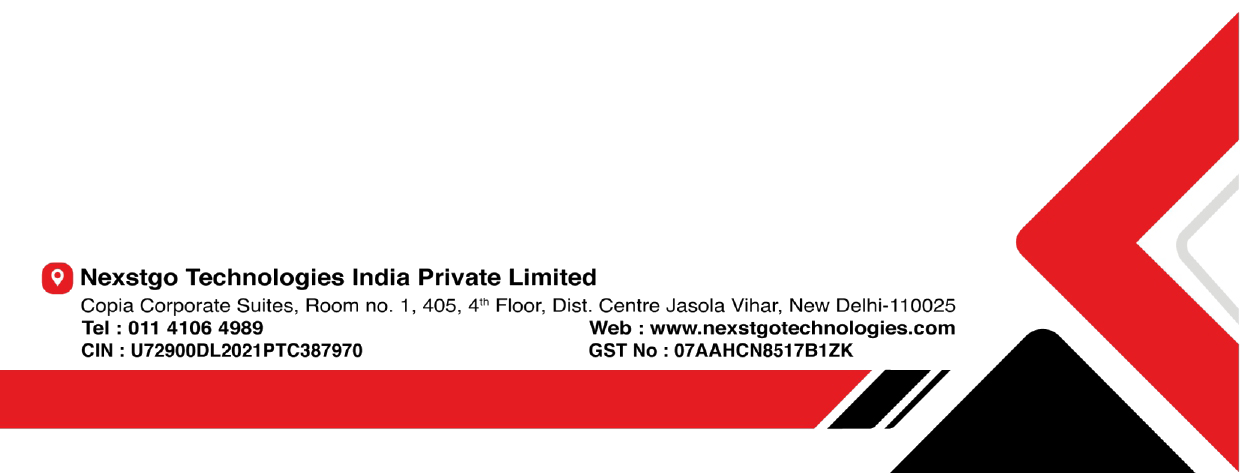 Nexstgo Technologies India Private Limited
Copia Corporate Suites, Room no. 1, 405, 4th Floor, Dist. Centre Jasola Vihar, New Delhi-110025
Tel : 011 4106 4989 Web : www.nexstgotechnologies.com
CIN : U72900DL2021PTC387970 GST No : 07AAHCN8517B1ZK